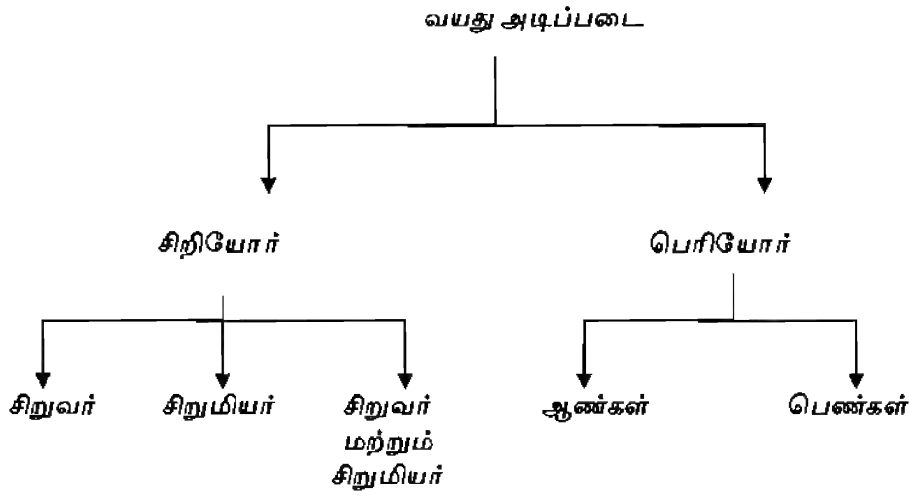 வயது அடிப்படை
சிறியோர்
பெரியோர்
சிறுவர்
சிறுமியர்
சிறுவர்
மற்றும்
சிறுமியர்
ஆண்கள்
பெண்கள்